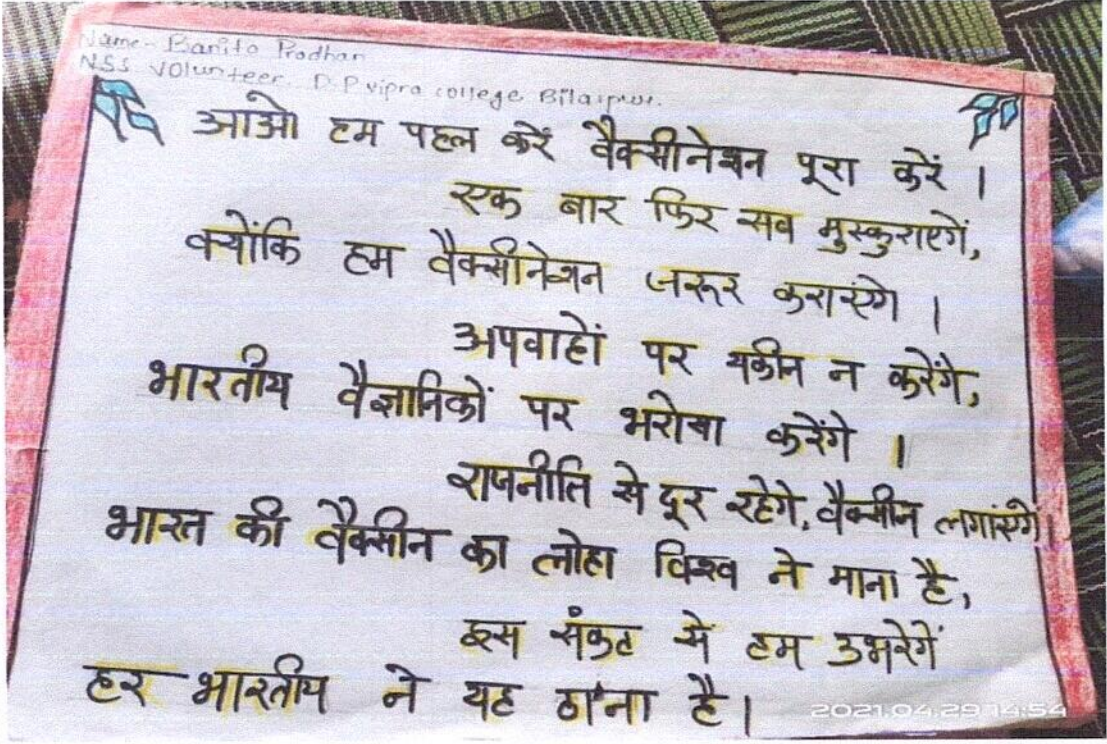 Name- Banita Pradhan
NSS Volunteer. D.P vipra college Bilaspur.
आओ हम पहल करें वैक्सीनेशन पूरा करें ।
एक बार फिर सब मुस्कुराएगें,
क्योंकि हम वैक्सीनेशन जरूर कराएंगे ।
अपवाहों पर यकीन न करेंगे,
भारतीय वैज्ञानिकों पर भरोसा करेंगे ।
राजनीति से दूर रहेगे, वैक्सीन लगांएगे।
भारत की वैक्सीन का लोहा विश्व ने माना है,
इस संकट से हम उभरेगें
हर भारतीय ने यह ठाना है।
2021.04.29 14:54